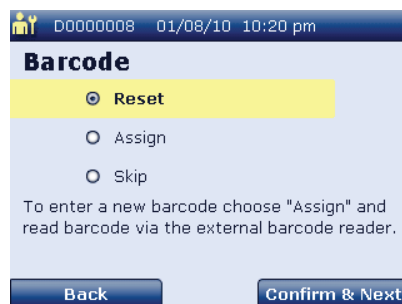 D0000008 01/08/10 10:20 pm
Barcode
Reset
Assign
Skip
To enter a new barcode choose "Assign" and
read barcode via the external barcode reader.
Back Confirm & Next